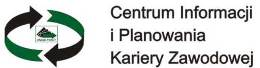 Centrum Informacji
i Planowania
Kariery Zawodowej